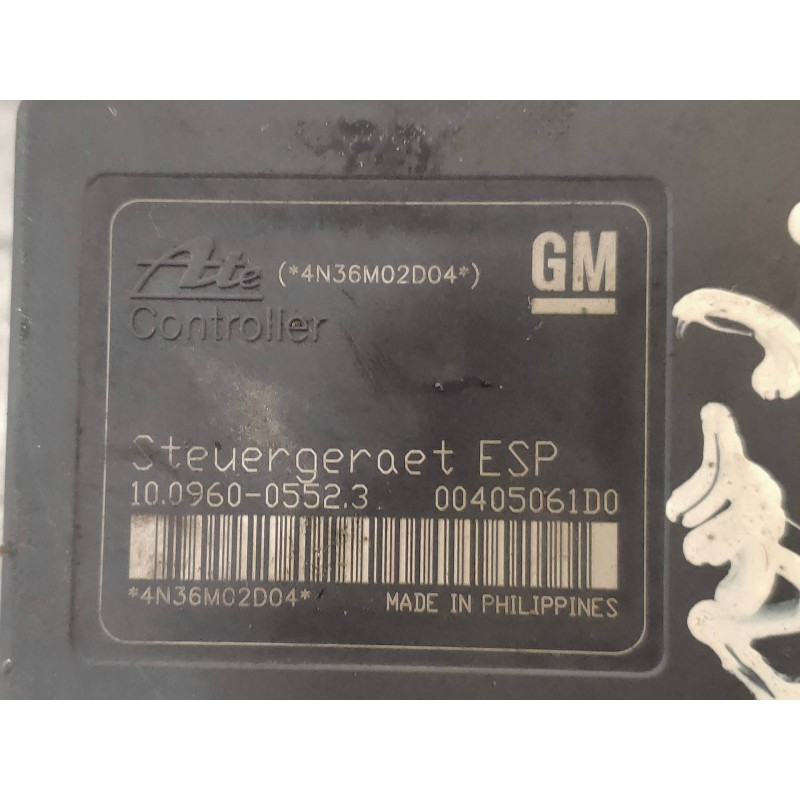 Ate (*4N36M02D04*) GM
Controller
Steuergeraet ESP
10.0960-0552.3 00405061D0
*4N36M02D04* MADE IN PHILIPPINES